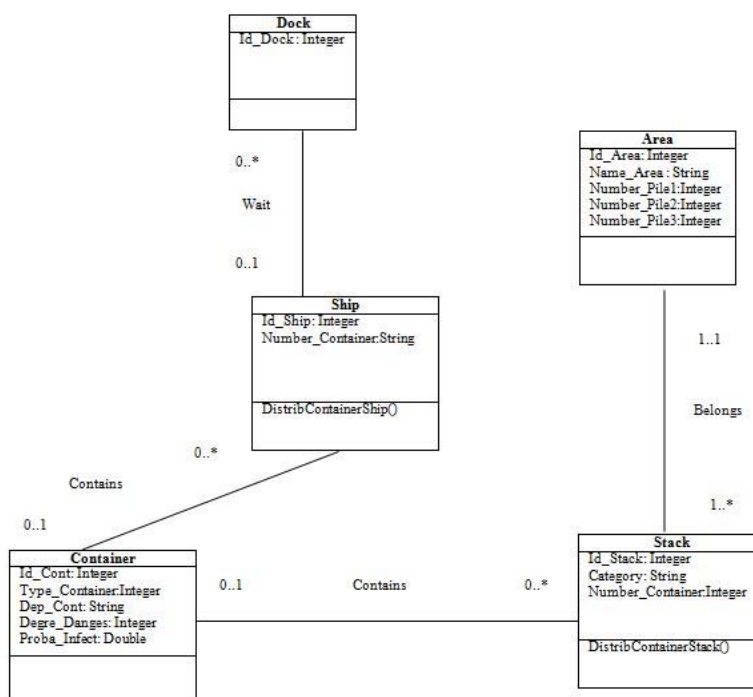 Dock
Id_Dock: Integer
0..*
Wait
0..1
Area
Id_Area: Integer
Name_Area : String
Number_Pile1:Integer
Number_Pile2:Integer
Number_Pile3:Integer
Ship
Id_Ship: Integer
Number_Container:String
DistribContainerShip()
1..1
Belongs
1..*
0..*
Contains
0..1
Container
Id_Cont: Integer
Type_Container:Integer
Dep_Cont: String
Degre_Danges: Integer
Proba_Infect: Double
0..1
Contains
0..*
Stack
Id_Stack: Integer
Category: String
Number_Container:Integer
DistribContainerStack()